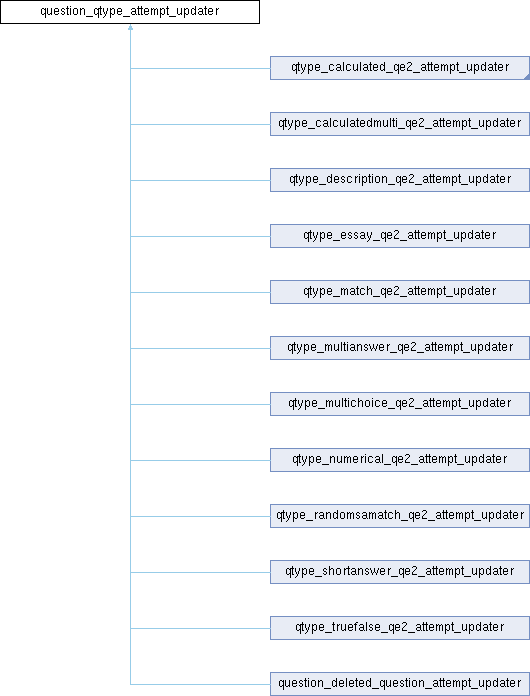 question_qtype_attempt_updater
qtype_calculated_qe2_attempt_updater
qtype_calculatedmulti_qe2_attempt_updater
qtype_description_qe2_attempt_updater
qtype_essay_qe2_attempt_updater
qtype_match_qe2_attempt_updater
qtype_multianswer_qe2_attempt_updater
qtype_multichoice_qe2_attempt_updater
qtype_numerical_qe2_attempt_updater
qtype_randomsamatch_qe2_attempt_updater
qtype_shortanswer_qe2_attempt_updater
qtype_truefalse_qe2_attempt_updater
question_deleted_question_attempt_updater